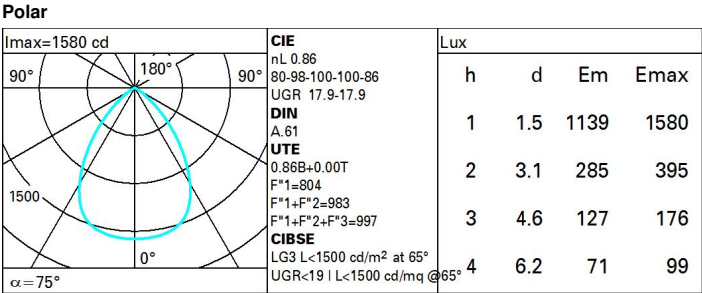 Polar
Imax=1580 cd
90° 180° 90°
1500
0°
α=75°
CIE
nL 0.86
80-98-100-100-86
UGR 17.9-17.9
DIN
A.61
UTE
0.86B+0.00T
F"1=804
F"1+F"2=983
F"1+F"2+F"3=997
CIBSE
LG3 L<1500 cd/m² at 65°
UGR<19 | L<1500 cd/mq @65°
Lux
h d Em Emax
1 1.5 1139 1580
2 3.1 285 395
3 4.6 127 176
4 6.2 71 99